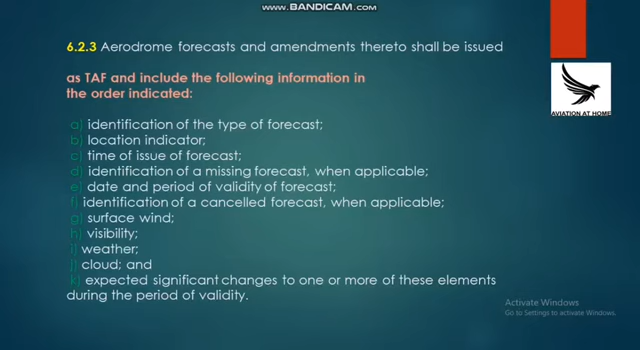 www.BANDICAM.com
6.2.3 Aerodrome forecasts and amendments thereto shall be issued
as TAF and include the following information in
the order indicated:
a) identification of the type of forecast;
b) location indicator;
c) time of issue of forecast;
d) identification of a missing forecast, when applicable;
e) date and period of validity of forecast;
f) identification of a cancelled forecast, when applicable;
g) surface wind;
h) visibility;
i) weather;
j) cloud; and
k) expected significant changes to one or more of these elements
during the period of validity.
AVIATION AT HOME
Activate Windows
Go to Settings to activate Windows.